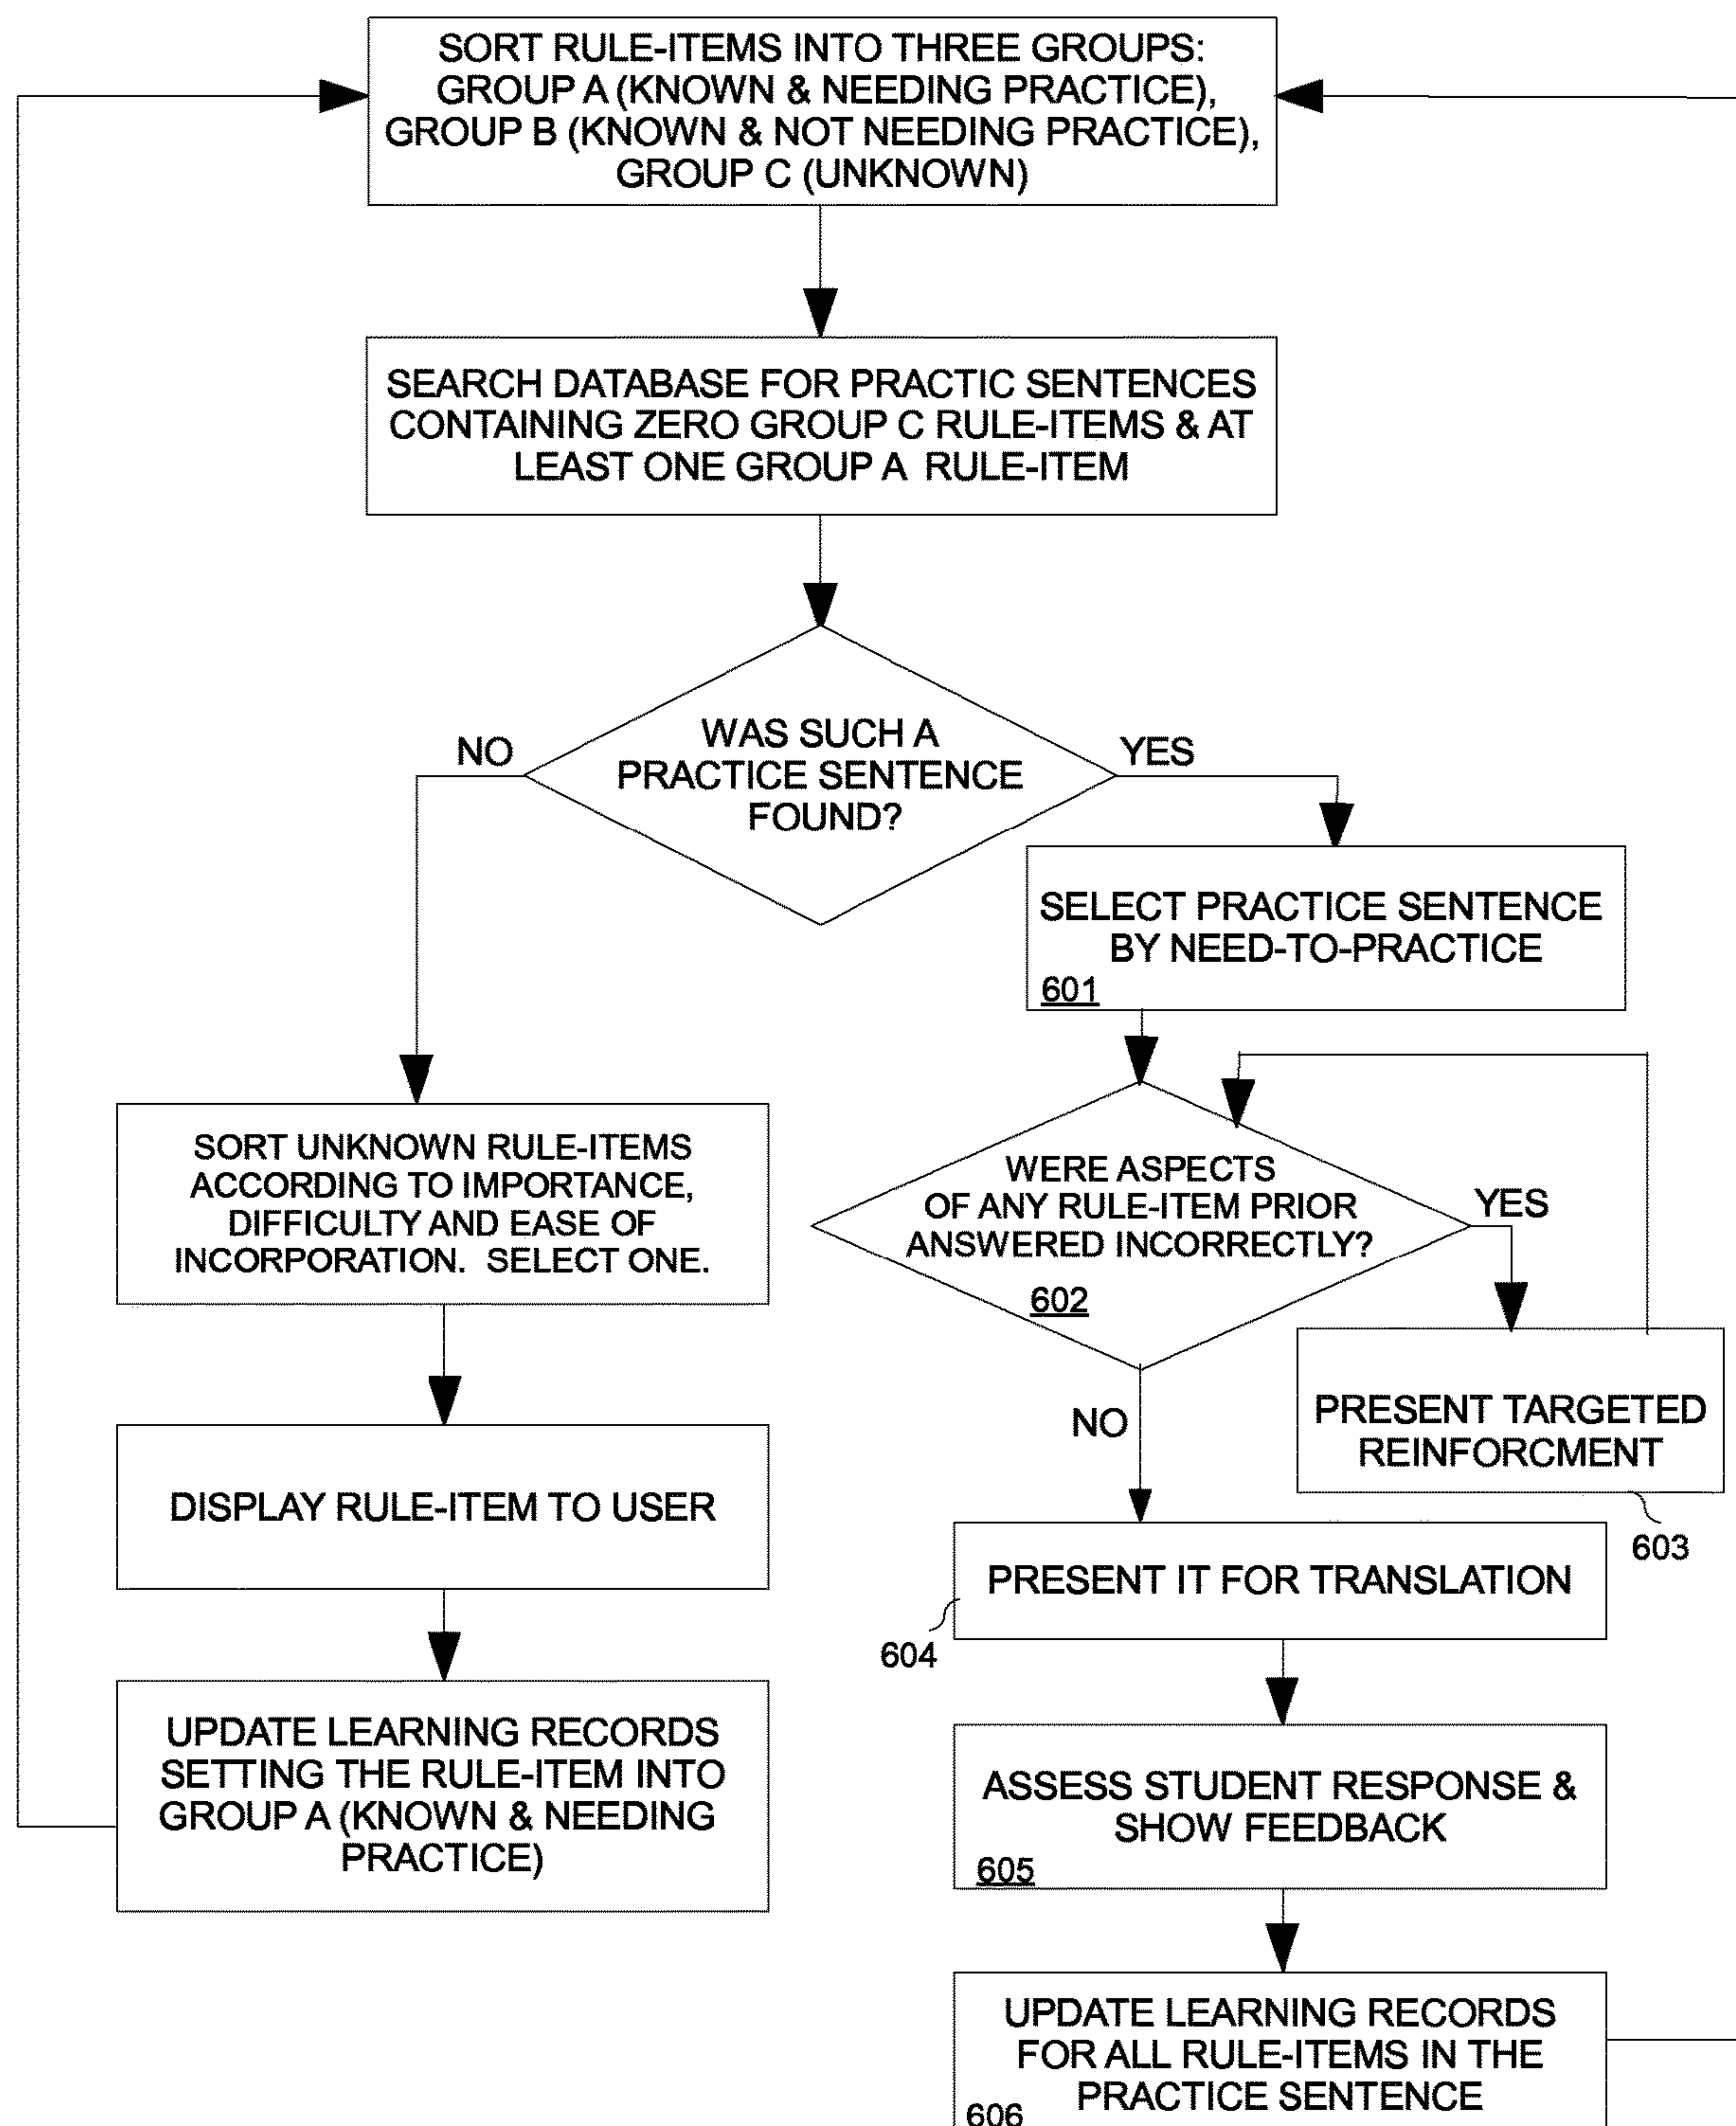 SORT RULE-ITEMS INTO THREE GROUPS:
GROUP A (KNOWN & NEEDING PRACTICE),
GROUP B (KNOWN & NOT NEEDING PRACTICE),
GROUP C (UNKNOWN)
SEARCH DATABASE FOR PRACTIC SENTENCES
CONTAINING ZERO GROUP C RULE-ITEMS & AT
LEAST ONE GROUP A RULE-ITEM
WAS SUCH A
PRACTICE SENTENCE
FOUND?
NO
YES
SELECT PRACTICE SENTENCE
BY NEED-TO-PRACTICE
601
SORT UNKNOWN RULE-ITEMS
ACCORDING TO IMPORTANCE,
DIFFICULTY AND EASE OF
INCORPORATION. SELECT ONE.
WERE ASPECTS
OF ANY RULE-ITEM PRIOR
ANSWERED INCORRECTLY?
602
YES
NO
PRESENT TARGETED
REINFORCMENT
603
DISPLAY RULE-ITEM TO USER
PRESENT IT FOR TRANSLATION
604
UPDATE LEARNING RECORDS
SETTING THE RULE-ITEM INTO
GROUP A (KNOWN & NEEDING
PRACTICE)
ASSESS STUDENT RESPONSE &
SHOW FEEDBACK
605
UPDATE LEARNING RECORDS
FOR ALL RULE-ITEMS IN THE
PRACTICE SENTENCE
606